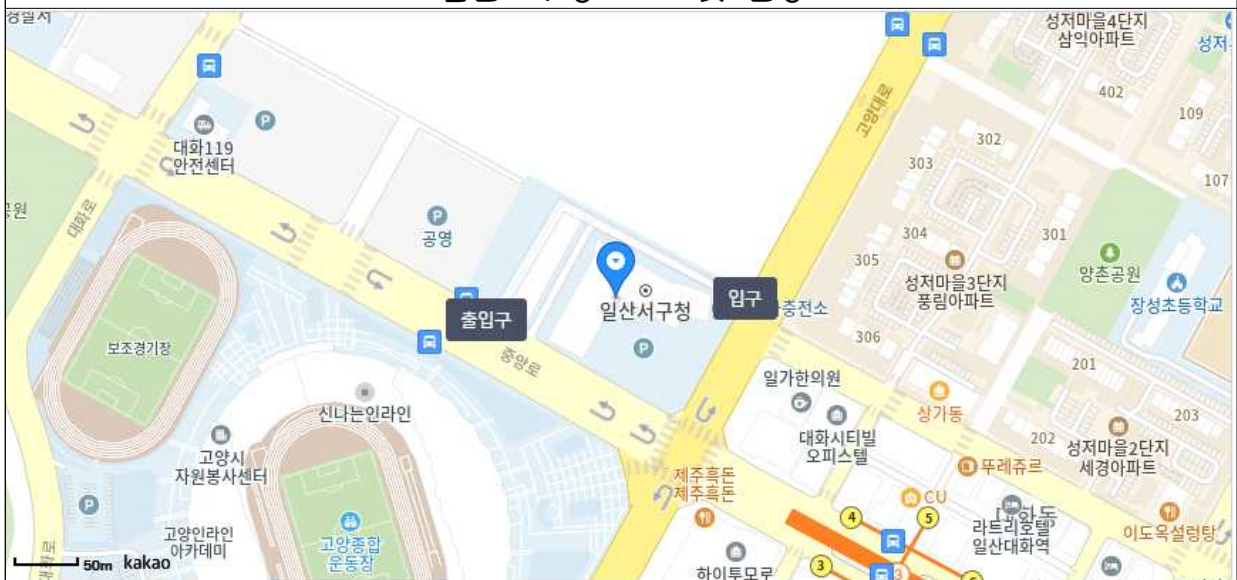 성저마을4단지
삼익아파트
성저
402
109
고양대로
대화119
안전센터
302
303
107
공원
대화로
공영
304
301
305
성저마을3단지
풍림아파트
양촌공원
장성초등학교
일산서구청
입구
충전소
출입구
306
보조경기장
중앙로
201
일가한의원
상가동
신나는인라인
203
대화시티빌
오피스텔
202
성저마을2단지
세경아파트
고양시
자원봉사센터
뚜레쥬르
제주흑돈
제주흑돈
CU
4
5
라트리호텔
일산대화역
이도옥설렁탕
고양인라인
아카데미
고양종합
운동장
하이투모로
3
3
6
대화로
50m kakao